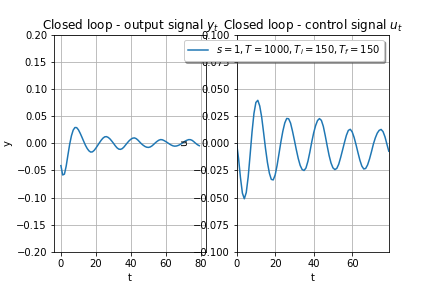 Closed loop - output signal y_t
Closed loop - control signal u_t
s = 1, T = 1000, T_i = 150, T_r = 150
y
0.20
0.15
0.10
0.05
0.00
−0.05
−0.10
−0.15
−0.20
0 20 40 60 80
t
0.100
0.075
0.050
0.025
0.000
−0.025
−0.050
−0.075
−0.100
0 20 40 60
t